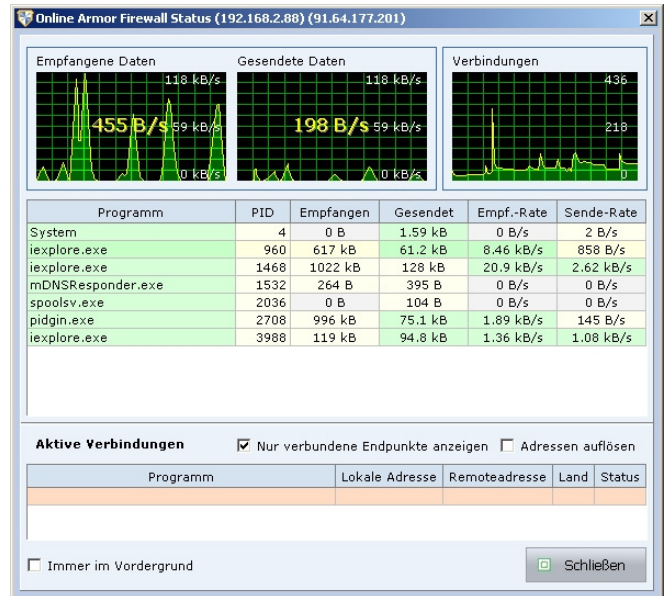 Online Armor Firewall Status (192.168.2.88) (91.64.177.201)
Empfangene Daten
118 kB/s
455 B/s
59 kB/s
0 kB/s
Gesendete Daten
118 kB/s
198 B/s
59 kB/s
0 kB/s
Verbindungen
436
218
0
Programm PID Empfangen Gesendet Empf.-Rate Sende-Rate
System 4 0 B 1.59 kB 0 B/s 2 B/s
iexplore.exe 960 617 kB 61.2 kB 8.46 kB/s 858 B/s
iexplore.exe 1468 1022 kB 128 kB 20.9 kB/s 2.62 kB/s
mDNSResponder.exe 1532 264 B 395 B 0 B/s 0 B/s
spoolsv.exe 2036 0 B 104 B 0 B/s 0 B/s
pidgin.exe 2708 996 kB 75.1 kB 1.89 kB/s 145 B/s
iexplore.exe 3988 119 kB 94.8 kB 1.36 kB/s 1.08 kB/s
Aktive Verbindungen Nur verbundene Endpunkte anzeigen Adressen auflösen
Programm Lokale Adresse Remoteadresse Land Status
Immer im Vordergrund Schließen